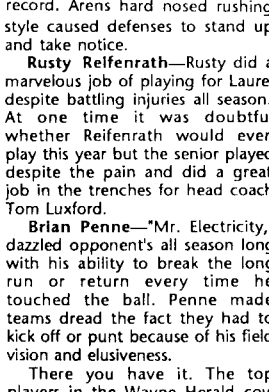 record. Arens hard nosed rushing
style caused defenses to stand up
and take notice.
Rusty Reifenrath—Rusty did a
marvelous job of playing for Laurel
despite battling injuries all season.
At one time it was doubtful
whether Reifenrath would ever
play this year but the senior played
despite the pain and did a great
job in the trenches for head coach
Tom Luxford.
Brian Penne—"Mr. Electricity,
dazzled opponent's all season long
with his ability to break the long
run or return every time he
touched the ball. Penne made
teams dread the fact they had to
kick off or punt because of his field
vision and elusiveness.
There you have it. The top
players in the Wayne Herald